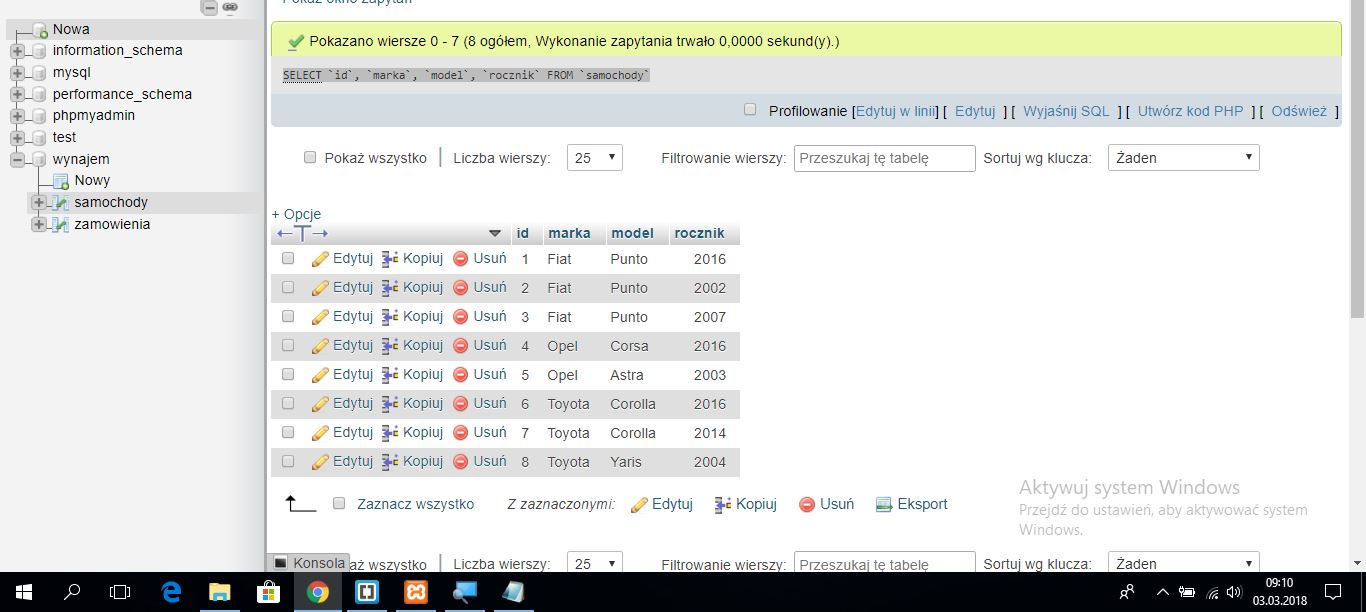 Pokaż okno zapytań
Nowa
information_schema
mysql
performance_schema
phpmyadmin
test
wynajem
Nowy
samochody
zamowienia
Pokazano wiersze 0 - 7 (8 ogółem, Wykonanie zapytania trwało 0,0000 sekund(y).)
SELECT `id`, `marka`, `model`, `rocznik` FROM `samochody`
Profilowanie [Edytuj w linii] [ Edytuj ] [ Wyjaśnij SQL ] [ Utwórz kod PHP ] [ Odśwież ]
Pokaż wszystko | Liczba wierszy: 25 Filtrowanie wierszy: Przeszukaj tę tabelę Sortuj wg klucza: Żaden
+ Opcje
←T→ id marka model rocznik
Edytuj Kopiuj Usuń 1 Fiat Punto 2016
Edytuj Kopiuj Usuń 2 Fiat Punto 2002
Edytuj Kopiuj Usuń 3 Fiat Punto 2007
Edytuj Kopiuj Usuń 4 Opel Corsa 2016
Edytuj Kopiuj Usuń 5 Opel Astra 2003
Edytuj Kopiuj Usuń 6 Toyota Corolla 2016
Edytuj Kopiuj Usuń 7 Toyota Corolla 2014
Edytuj Kopiuj Usuń 8 Toyota Yaris 2004
Zaznacz wszystko Z zaznaczonymi: Edytuj Kopiuj Usuń Eksport
Aktywuj system Windows
Przejdź do ustawień, aby aktywować system
Windows.
Konsola
aż wszystko | Liczba wierszy: 25 Filtrowanie wierszy: Przeszukaj tę tabelę Sortuj wg klucza: Żaden
09:10
03.03.2018